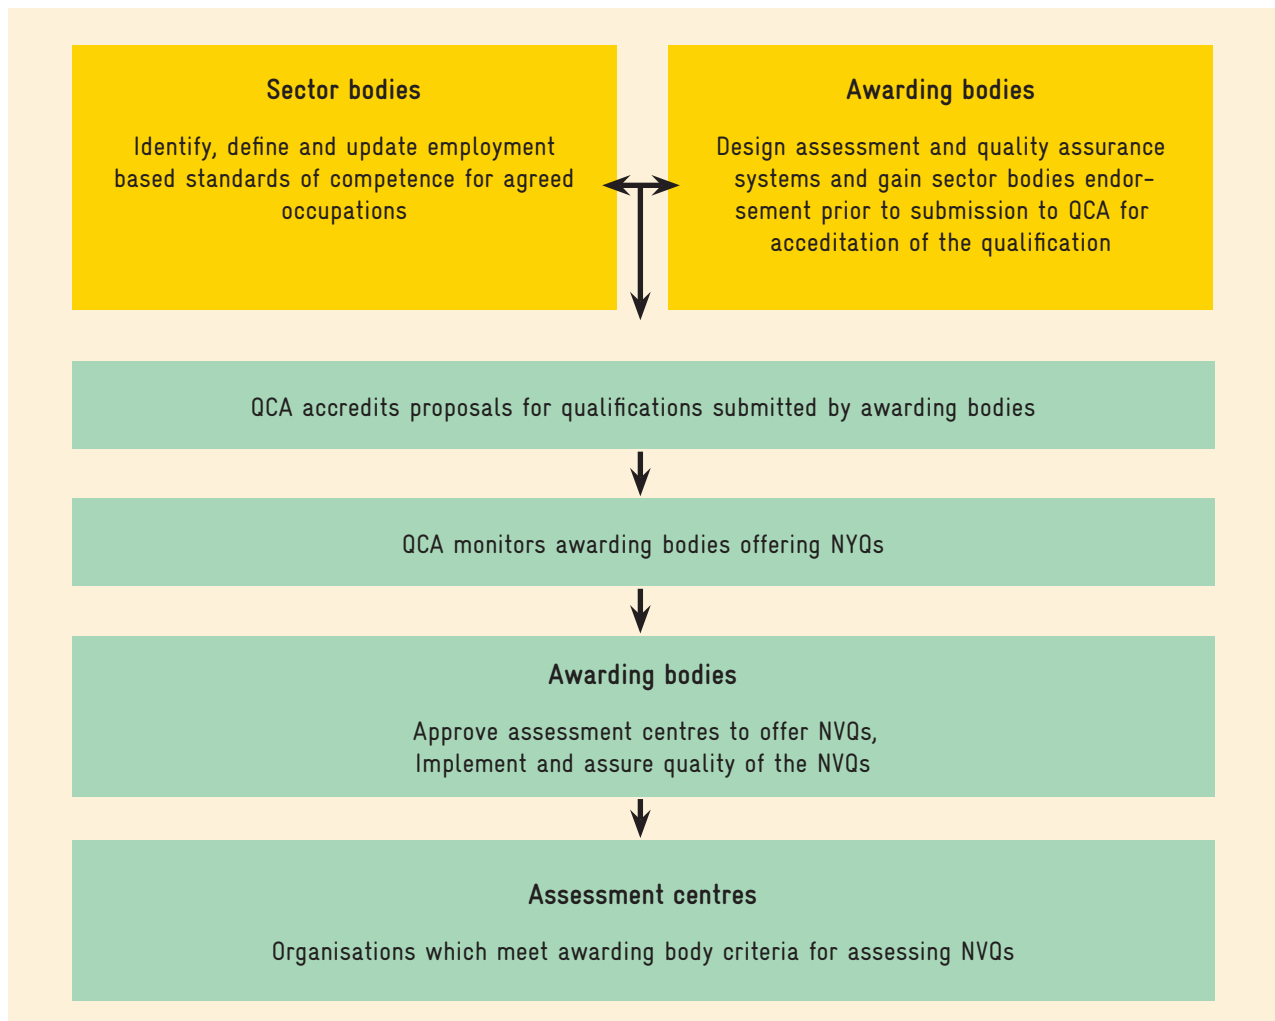 Sector bodies
Identify, define and update employment
based standards of competence for agreed
occupations
Awarding bodies
Design assessment and quality assurance
systems and gain sector bodies endor-
sement prior to submission to QCA for
acceditation of the qualification
QCA accredits proposals for qualifications submitted by awarding bodies
QCA monitors awarding bodies offering NYQs
Awarding bodies
Approve assessment centres to offer NVQs,
Implement and assure quality of the NVQs
Assessment centres
Organisations which meet awarding body criteria for assessing NVQs